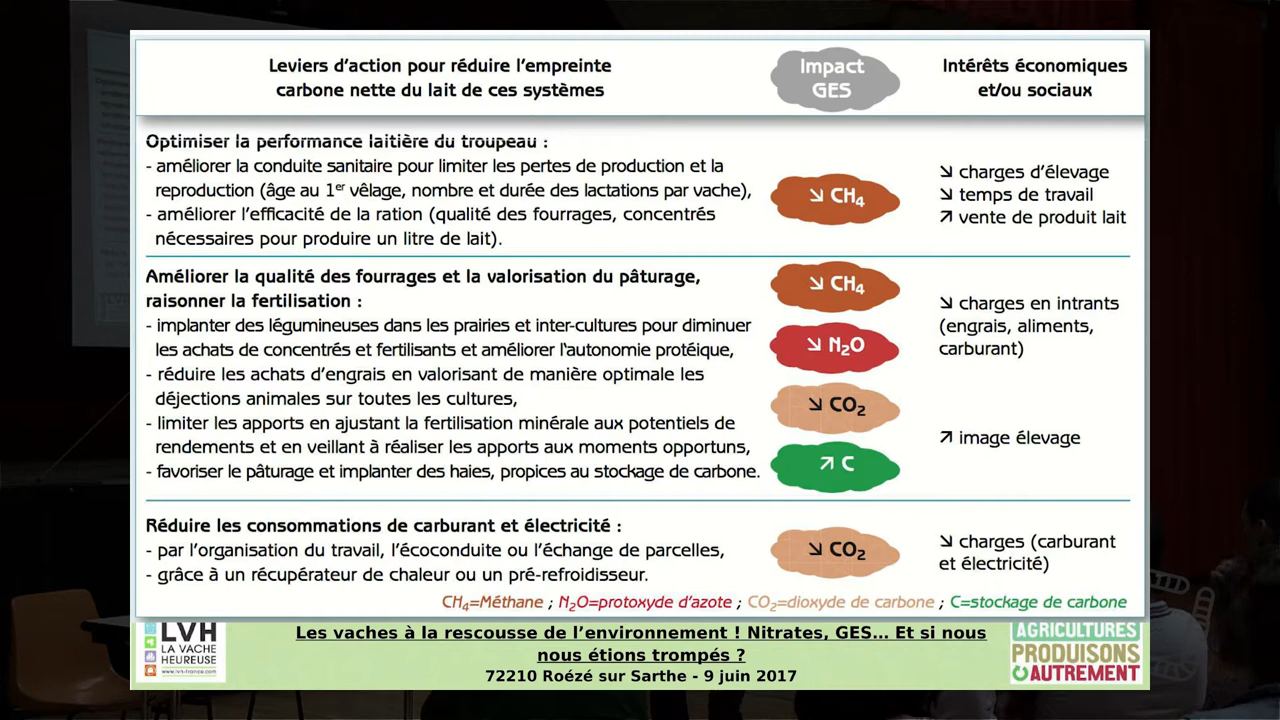 Leviers d'action pour réduire l'empreinte
carbone nette du lait de ces systèmes
Impact
GES
Intérêts économiques
et/ou sociaux
Optimiser la performance laitière du troupeau :
- améliorer la conduite sanitaire pour limiter les pertes de production et la
reproduction (âge au 1er vêlage, nombre et durée des lactations par vache),
- améliorer l'efficacité de la ration (qualité des fourrages, concentrés
nécessaires pour produire un litre de lait).
↘ CH₄
↘ charges d'élevage
↘ temps de travail
↗ vente de produit lait
Améliorer la qualité des fourrages et la valorisation du pâturage,
raisonner la fertilisation :
- implanter des légumineuses dans les prairies et inter-cultures pour diminuer
les achats de concentrés et fertilisants et améliorer l'autonomie protéique,
- réduire les achats d'engrais en valorisant de manière optimale les
déjections animales sur toutes les cultures,
- limiter les apports en ajustant la fertilisation minérale aux potentiels de
rendements et en veillant à réaliser les apports aux moments opportuns,
- favoriser le pâturage et implanter des haies, propices au stockage de carbone.
↘ CH₄
↘ N₂O
↘ CO₂
↗ C
↘ charges en intrants
(engrais, aliments,
carburant)
↗ image élevage
Réduire les consommations de carburant et électricité :
- par l'organisation du travail, l'écoconduite ou l'échange de parcelles,
- grâce à un récupérateur de chaleur ou un pré-refroidisseur.
↘ CO₂
↘ charges (carburant
et électricité)
CH₄=Méthane ; N₂O=protoxyde d'azote ; CO₂=dioxyde de carbone ; C=stockage de carbone
LVH
LA VACHE
HEUREUSE
www.lvh-france.com
Les vaches à la rescousse de l'environnement ! Nitrates, GES… Et si nous
nous étions trompés ?
72210 Roézé sur Sarthe - 9 juin 2017
AGRICULTURES
PRODUISONS
AUTREMENT